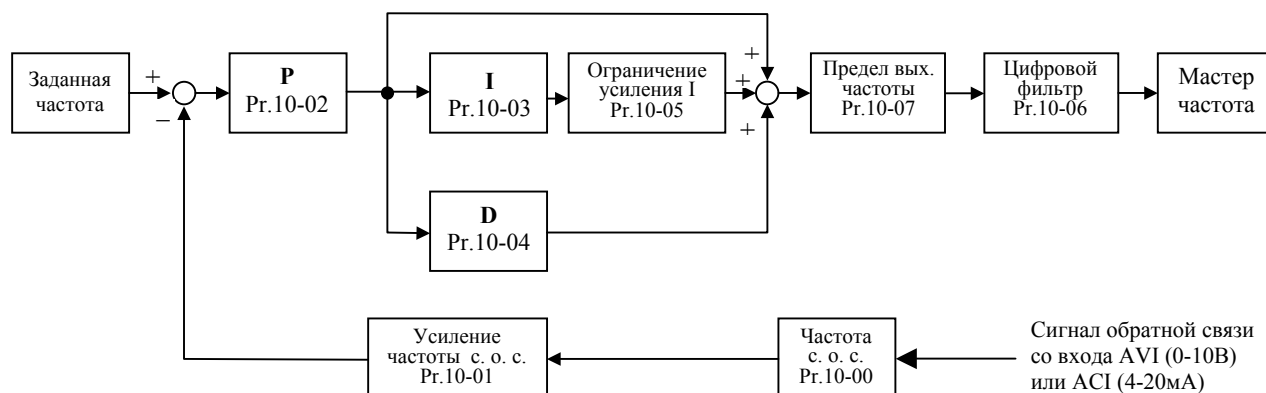 Заданная
частота
+
−
P
Pr.10-02
I
Pr.10-03
Ограничение
усиления I
Pr.10-05
+
+
+
Предел вых.
частоты
Pr.10-07
Цифровой
фильтр
Pr.10-06
Мастер
частота
D
Pr.10-04
Усиление
частоты с. о. с.
Pr.10-01
Частота
с. о. с.
Pr.10-00
Сигнал обратной связи
со входа AVI (0-10В)
или ACI (4-20мА)